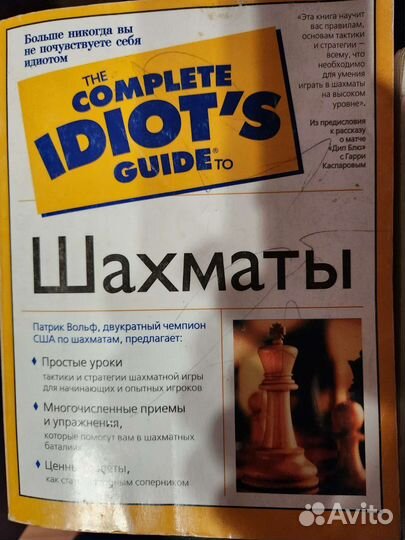 Больше никогда вы
не почувствуете себя
идиотом
«Эта книга научит
вас правилам,
основам тактики
и стратегии –
всему, что
необходимо
для умения
играть в шахматы
на высоком
уровне».
Из предисловия
к рассказу
о матче
«Дип Блю»
с Гарри
Каспаровым
THE
COMPLETE
IDIOT'S
GUIDE® TO
Шахматы
Патрик Вольф, двукратный чемпион
США по шахматам, предлагает:
♦ Простые уроки
тактики и стратегии шахматной игры
для начинающих и опытных игроков
♦ Многочисленные приемы
и упражнения,
которые помогут вам в шахматных
баталиях
♦ Ценные советы,
как стать соперником
Avito